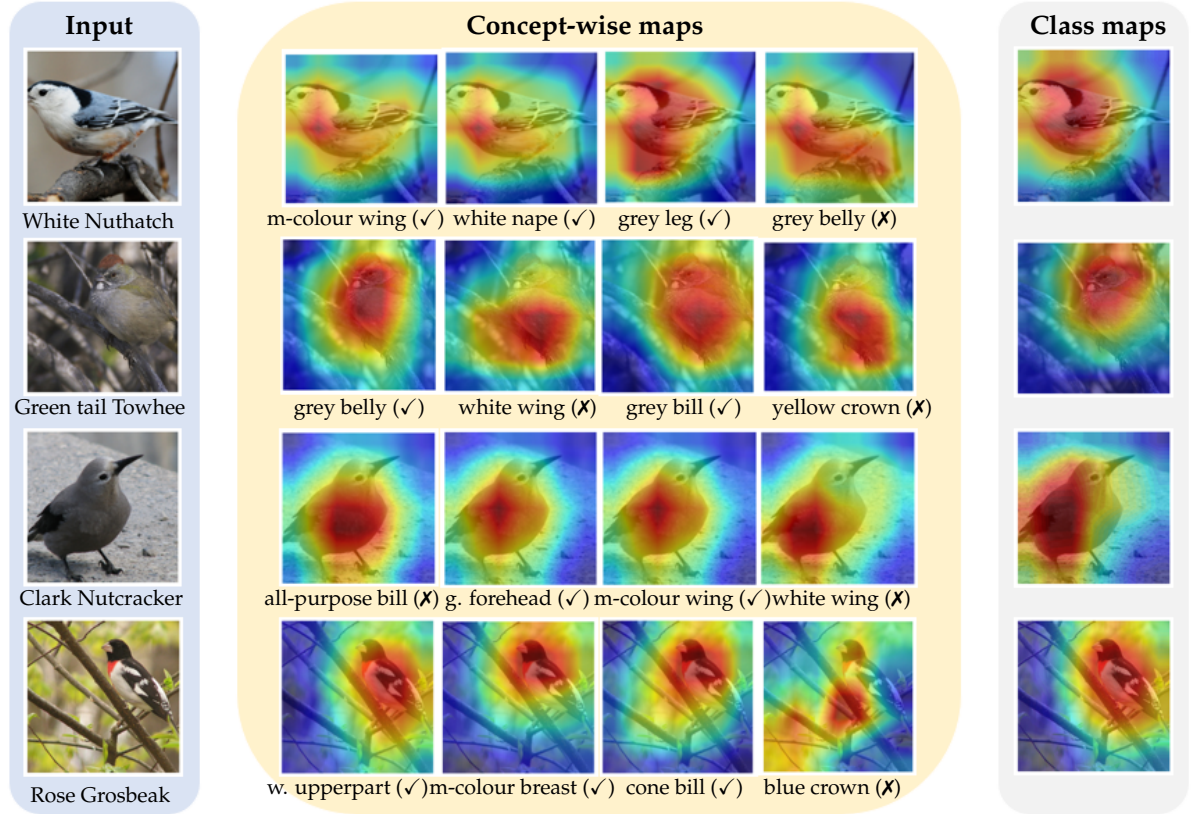 Input Concept-wise maps Class maps
White Nuthatch m-colour wing (✓) white nape (✓) grey leg (✓) grey belly (✗)
Green tail Towhee grey belly (✓) white wing (✗) grey bill (✓) yellow crown (✗)
Clark Nutcracker all-purpose bill (✗) g. forehead (✓) m-colour wing (✓) white wing (✗)
Rose Grosbeak w. upperpart (✓) m-colour breast (✓) cone bill (✓) blue crown (✗)